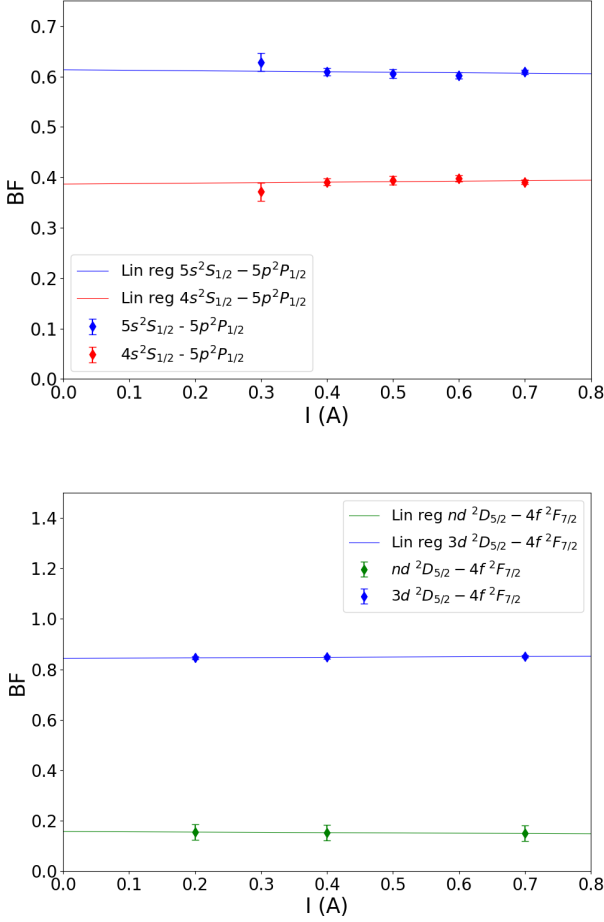 0.7
0.6
0.5
0.4
0.3
0.2
0.1
0.0
BF
Lin reg 5s²S₁/₂ − 5p²P₁/₂
Lin reg 4s²S₁/₂ − 5p²P₁/₂
5s²S₁/₂ - 5p²P₁/₂
4s²S₁/₂ - 5p²P₁/₂
0.0 0.1 0.2 0.3 0.4 0.5 0.6 0.7 0.8
I (A)
1.4
1.2
1.0
0.8
0.6
0.4
0.2
0.0
BF
Lin reg nd ²D₅/₂ − 4f ²F₇/₂
Lin reg 3d ²D₅/₂ − 4f ²F₇/₂
nd ²D₅/₂ − 4f ²F₇/₂
3d ²D₅/₂ − 4f ²F₇/₂
0.0 0.1 0.2 0.3 0.4 0.5 0.6 0.7 0.8
I (A)